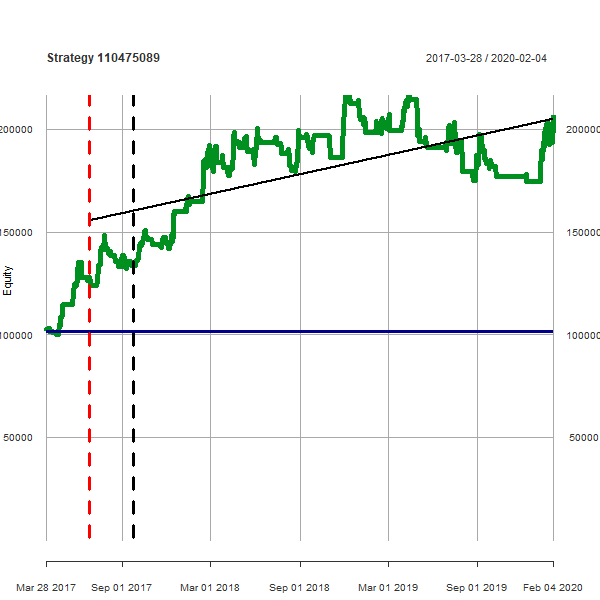 Strategy 110475089 2017-03-28 / 2020-02-04
200000 200000
150000 150000
Equity
100000 100000
50000 50000
Mar 28 2017 Sep 01 2017 Mar 01 2018 Sep 01 2018 Mar 01 2019 Sep 01 2019 Feb 04 2020